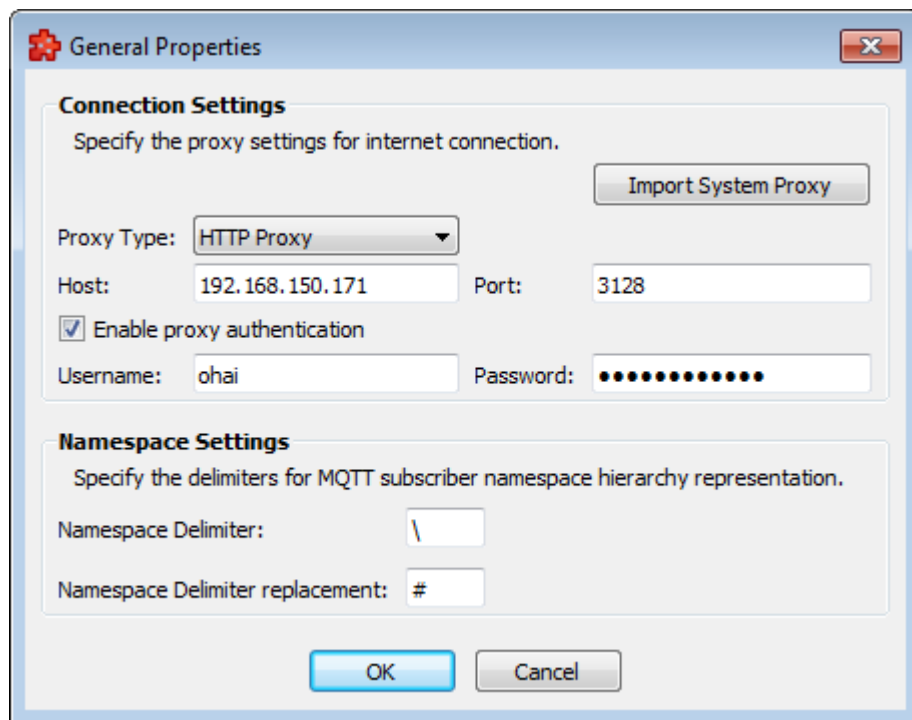 General Properties
Connection Settings
Specify the proxy settings for internet connection.
Import System Proxy
Proxy Type: HTTP Proxy
Host: 192.168.150.171 Port: 3128
Enable proxy authentication
Username: ohai Password: ●●●●●●●●●●●●
Namespace Settings
Specify the delimiters for MQTT subscriber namespace hierarchy representation.
Namespace Delimiter: \
Namespace Delimiter replacement: #
OK Cancel